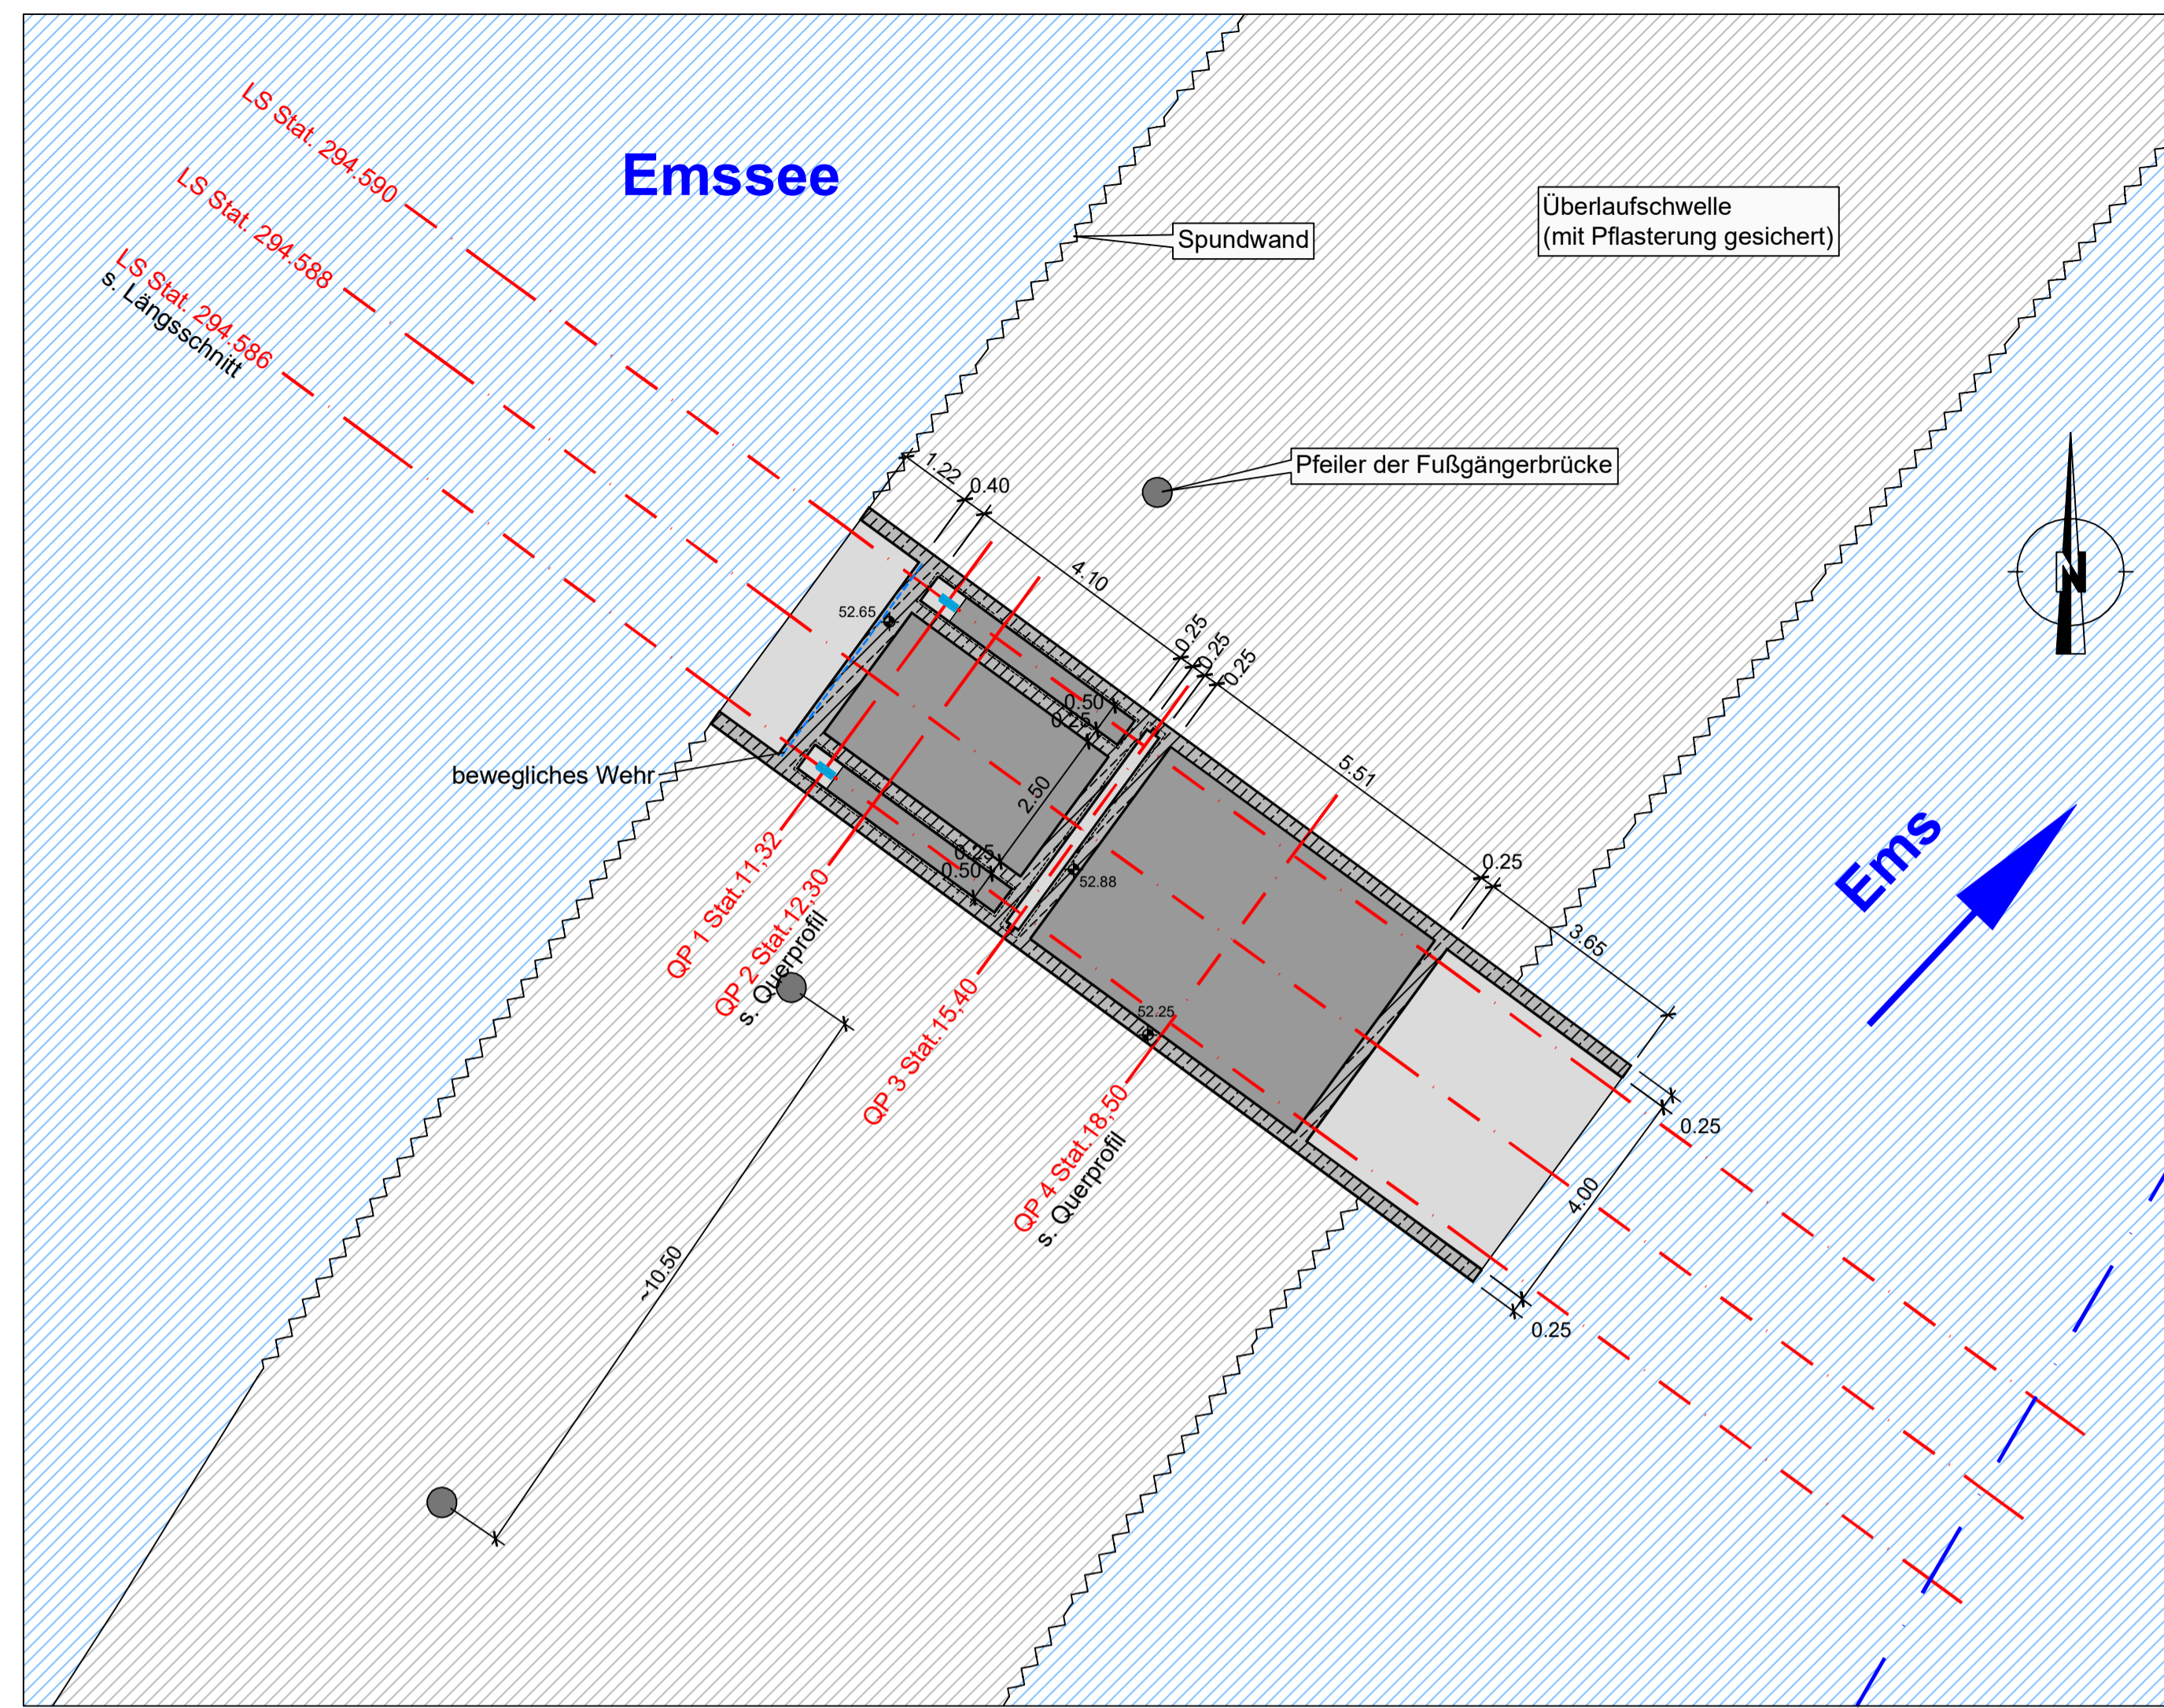 LS Stat. 294.590
Emssee
LS Stat. 294.588
Überlaufschwelle
(mit Pflasterung gesichert)
Spundwand
LS Stat. 294.586
s. Längsschnitt
Pfeiler der Fußgängerbrücke
1.22
0.40
4.10
N
52.65
0.25
0.25
0.25
0.50
0.25
bewegliches Wehr
2.50
5.51
Ems
0.25
0.50
52.88
0.25
QP 1 Stat.11,32
QP 2 Stat.12,30
s. Querprofil
3.65
52.25
QP 3 Stat.15,40
QP 4 Stat.18,50
s. Querprofil
0.25
4.00
~10.50
0.25